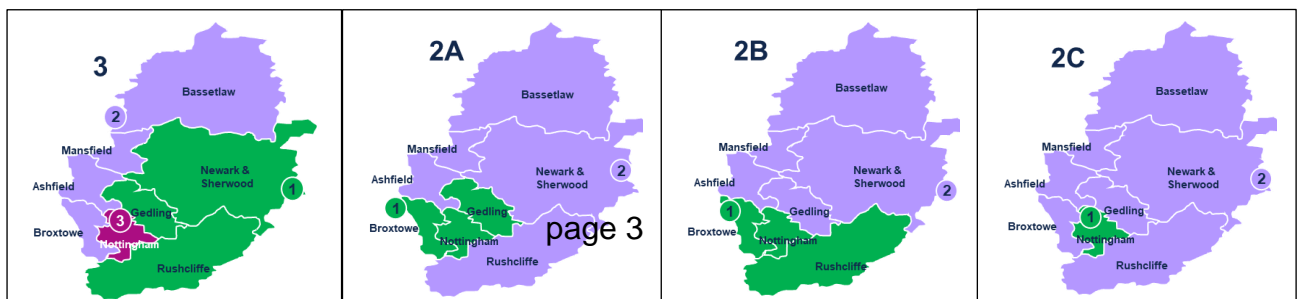 3
Bassetlaw
2
Mansfield
Newark &
Sherwood
Ashfield
1
Gedling
3
Broxtowe
Nottingham
Rushcliffe
2A
Bassetlaw
Mansfield
Newark &
Sherwood
2
Ashfield
1
Gedling
Broxtowe
page 3
Nottingham
Rushcliffe
2B
Bassetlaw
Mansfield
Newark &
Sherwood
2
Ashfield
1
Gedling
Broxtowe
Nottingham
Rushcliffe
2C
Bassetlaw
Mansfield
Newark &
Sherwood
2
Ashfield
Gedling
1
Broxtowe
Nottingham
Rushcliffe